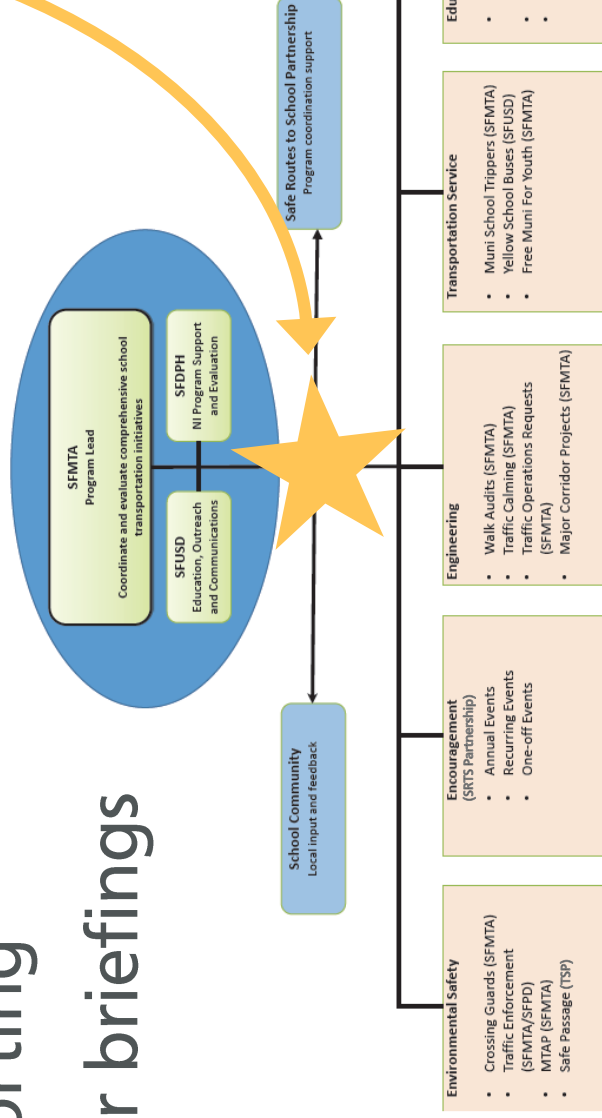 orting
r briefings
SFMTA
Program Lead
Coordinate and evaluate comprehensive school
transportation initiatives
SFUSD
Education, Outreach
and Communications
SFDPH
NI Program Support
and Evaluation
School Community
Local input and feedback
Safe Routes to School Partnership
Program coordination support
Environmental Safety
• Crossing Guards (SFMTA)
• Traffic Enforcement
(SFMTA/SFPD)
• MTAP (SFMTA)
• Safe Passage (TSP)
Encouragement
(SRTS Partnership)
• Annual Events
• Recurring Events
• One-off Events
Engineering
• Walk Audits (SFMTA)
• Traffic Calming (SFMTA)
• Traffic Operations Requests
(SFMTA)
• Major Corridor Projects (SFMTA)
Transportation Service
• Muni School Trippers (SFMTA)
• Yellow School Buses (SFUSD)
• Free Muni For Youth (SFMTA)
Edu
•
•
•